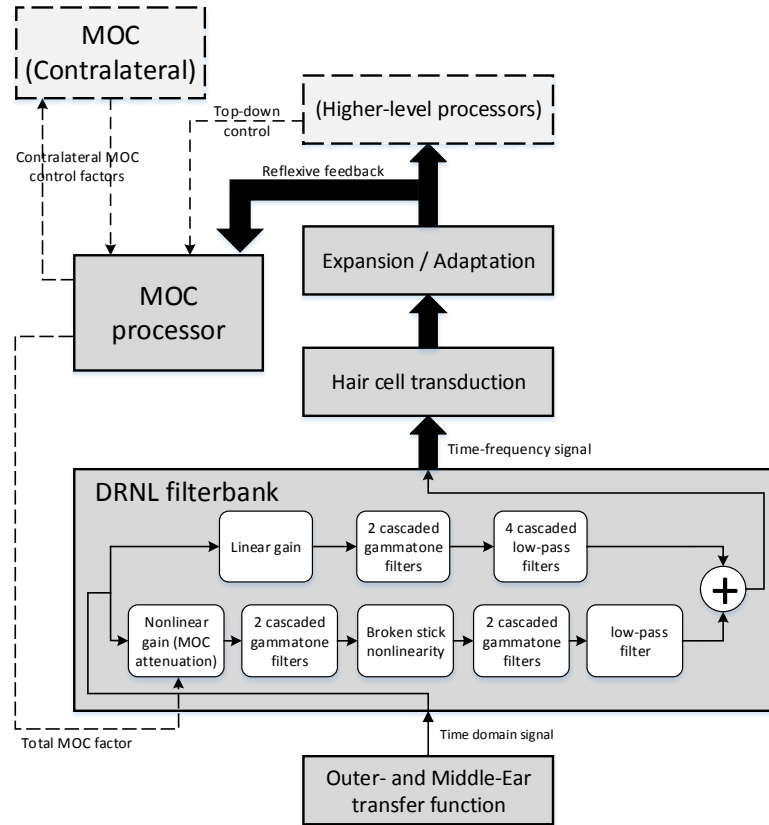 MOC
(Contralateral)
Top-down
control
(Higher-level processors)
Contralateral MOC
control factors
Reflexive feedback
MOC
processor
Expansion / Adaptation
Hair cell transduction
Time-frequency signal
DRNL filterbank
Linear gain
2 cascaded
gammatone
filters
4 cascaded
low-pass
filters
+
Nonlinear
gain (MOC
attenuation)
2 cascaded
gammatone
filters
Broken stick
nonlinearity
2 cascaded
gammatone
filters
low-pass
filter
Total MOC factor
Time domain signal
Outer- and Middle-Ear
transfer function